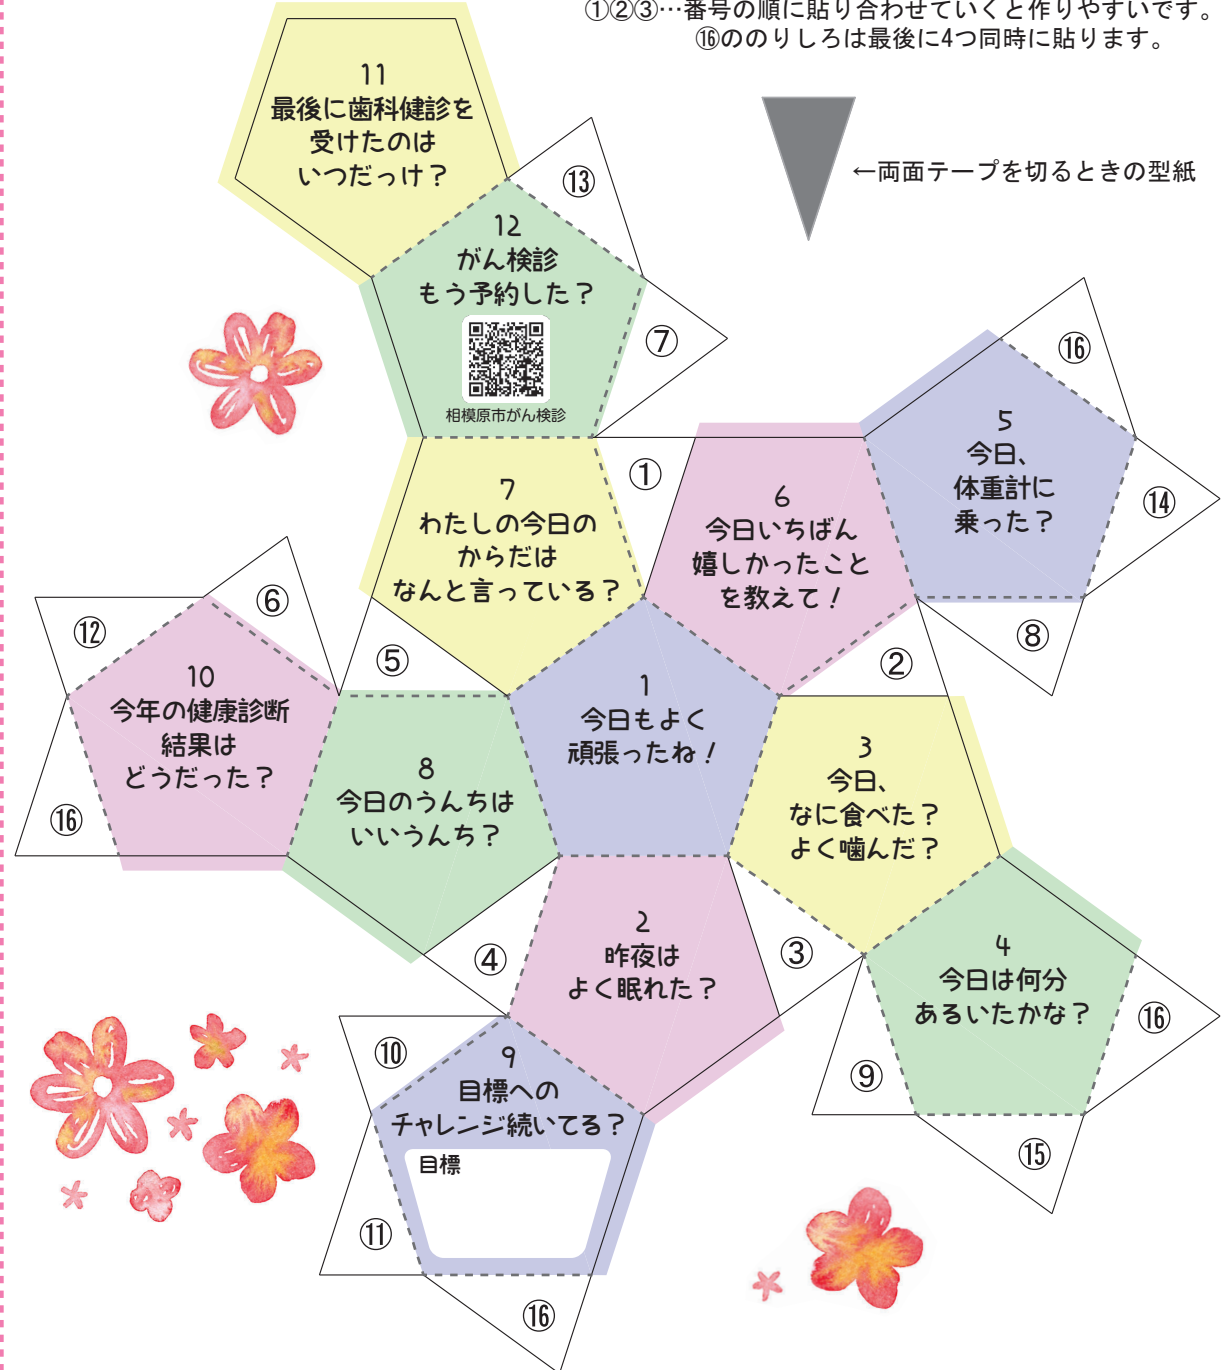 ①②③…番号の順に貼り合わせていくと作りやすいです。
⑯ののりしろは最後に4つ同時に貼ります。
←両面テープを切るときの型紙
11
最後に歯科健診を
受けたのは
いつだっけ？
⑬
12
がん検診
もう予約した？
相模原市がん検診
⑦
⑯
5
今日、
体重計に
乗った？
⑭
⑧
①
6
今日いちばん
嬉しかったこと
を教えて！
②
7
わたしの今日の
からだは
なんと言っている？
⑤
⑥
⑫
10
今年の健康診断
結果は
どうだった？
⑯
8
今日のうんちは
いいうんち？
1
今日もよく
頑張ったね！
3
今日、
なに食べた？
よく噛んだ？
④
2
昨夜は
よく眠れた？
③
4
今日は何分
あるいたかな？
⑯
⑨
⑮
⑩
9
目標への
チャレンジ続いてる？
目標
⑪
⑯